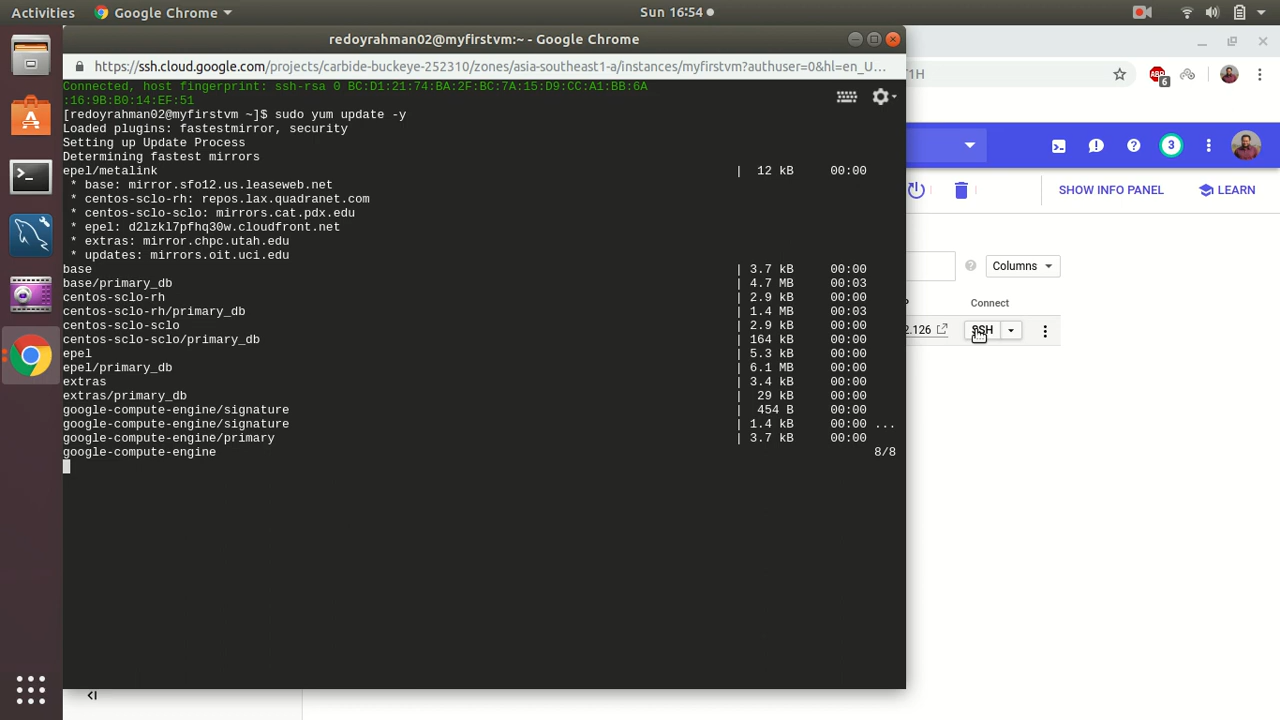 Activities
Google Chrome
Sun 16:54
redoyrahman02@myfirstvm:~ - Google Chrome
https://ssh.cloud.google.com/projects/carbide-buckeye-252310/zones/asia-southeast1-a/instances/myfirstvm?authuser=0&hl=en_U...
1H
ABP
6
Connected, host fingerprint: ssh-rsa 0 BC:D1:21:74:BA:2F:BC:7A:15:D9:CC:A1:BB:6A
:16:9B:B0:14:EF:51
[redoyrahman02@myfirstvm ~]$ sudo yum update -y
Loaded plugins: fastestmirror, security
Setting up Update Process
Determining fastest mirrors
epel/metalink | 12 kB 00:00
* base: mirror.sfo12.us.leaseweb.net
* centos-sclo-rh: repos.lax.quadranet.com
* centos-sclo-sclo: mirrors.cat.pdx.edu
* epel: d2lzkl7pfhq30w.cloudfront.net
* extras: mirror.chpc.utah.edu
* updates: mirrors.oit.uci.edu
base | 3.7 kB 00:00
base/primary_db | 4.7 MB 00:03
centos-sclo-rh | 2.9 kB 00:00
centos-sclo-rh/primary_db | 1.4 MB 00:03
centos-sclo-sclo | 2.9 kB 00:00
centos-sclo-sclo/primary_db | 164 kB 00:00
epel | 5.3 kB 00:00
epel/primary_db | 6.1 MB 00:00
extras | 3.4 kB 00:00
extras/primary_db | 29 kB 00:00
google-compute-engine/signature | 454 B 00:00
google-compute-engine/signature | 1.4 kB 00:00 ...
google-compute-engine/primary | 3.7 kB 00:00
google-compute-engine 8/8
3
SHOW INFO PANEL
LEARN
Columns
Connect
2.126
SSH